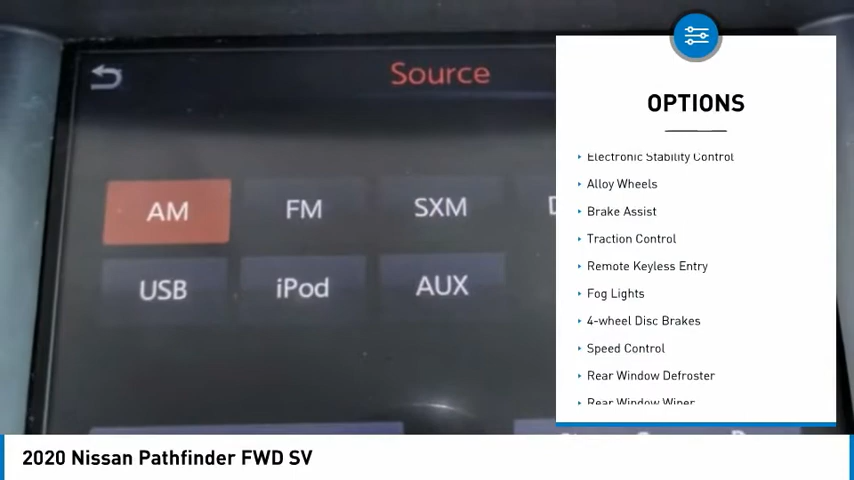 Source
AM
FM
SXM
USB
iPod
AUX
OPTIONS
Electronic Stability Control
Alloy Wheels
Brake Assist
Traction Control
Remote Keyless Entry
Fog Lights
4-wheel Disc Brakes
Speed Control
Rear Window Defroster
Rear Window Wiper
2020 Nissan Pathfinder FWD SV